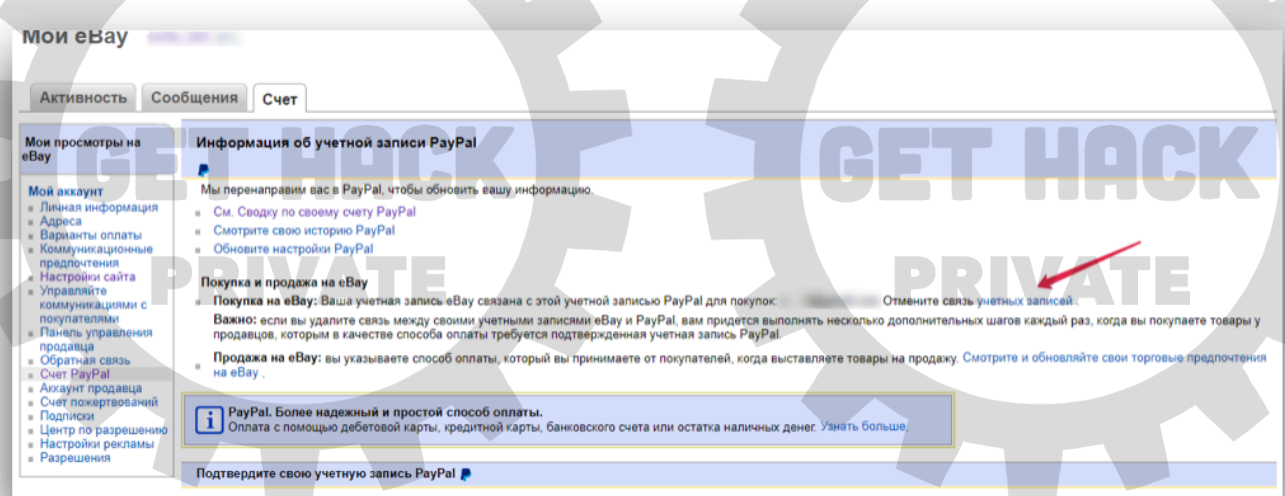 Мои eBay
Активность
Сообщения
Счет
Мои просмотры на
eBay
Мой аккаунт
Личная информация
Адреса
Варианты оплаты
Коммуникационные
предпочтения
Настройки сайта
Управляйте
коммуникациями с
покупателями
Панель управления
продавца
Обратная связь
Счет PayPal
Аккаунт продавца
Счет пожертвований
Подписки
Центр по разрешению
Настройки рекламы
Разрешения
Информация об учетной записи PayPal
Мы перенаправим вас в PayPal, чтобы обновить вашу информацию.
См. Сводку по своему счету PayPal
Смотрите свою историю PayPal
Обновите настройки PayPal
Покупка и продажа на eBay
Покупка на eBay: Ваша учетная запись eBay связана с этой учетной записью PayPal для покупок: Отмените связь учетных записей .
Важно: если вы удалите связь между своими учетными записями eBay и PayPal, вам придется выполнять несколько дополнительных шагов каждый раз, когда вы покупаете товары у
продавцов, которым в качестве способа оплаты требуется подтвержденная учетная запись PayPal.
Продажа на eBay: вы указываете способ оплаты, который вы принимаете от покупателей, когда выставляете товары на продажу. Смотрите и обновляйте свои торговые предпочтения
на eBay .
PayPal. Более надежный и простой способ оплаты.
Оплата с помощью дебетовой карты, кредитной карты, банковского счета или остатка наличных денег. Узнать больше.
Подтвердите свою учетную запись PayPal
GET HACK
PRIVATE
GET HACK
PRIVATE